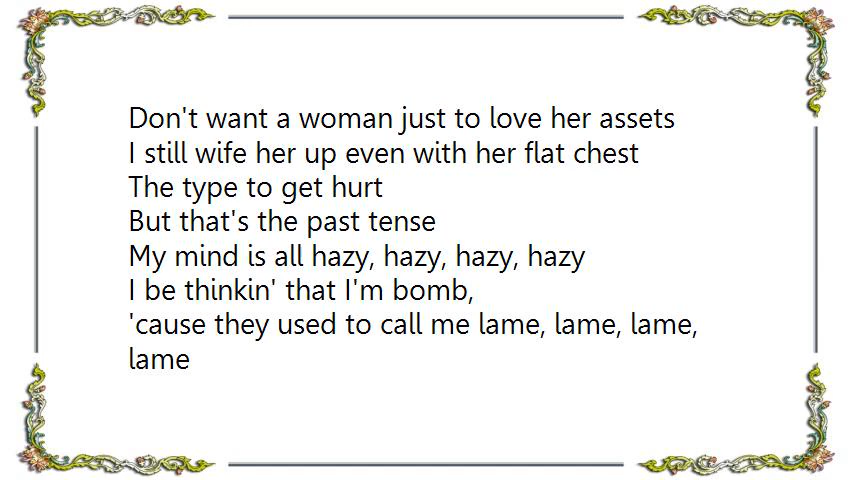 Don't want a woman just to love her assets
I still wife her up even with her flat chest
The type to get hurt
But that's the past tense
My mind is all hazy, hazy, hazy, hazy
I be thinkin' that I'm bomb,
'cause they used to call me lame, lame, lame,
lame